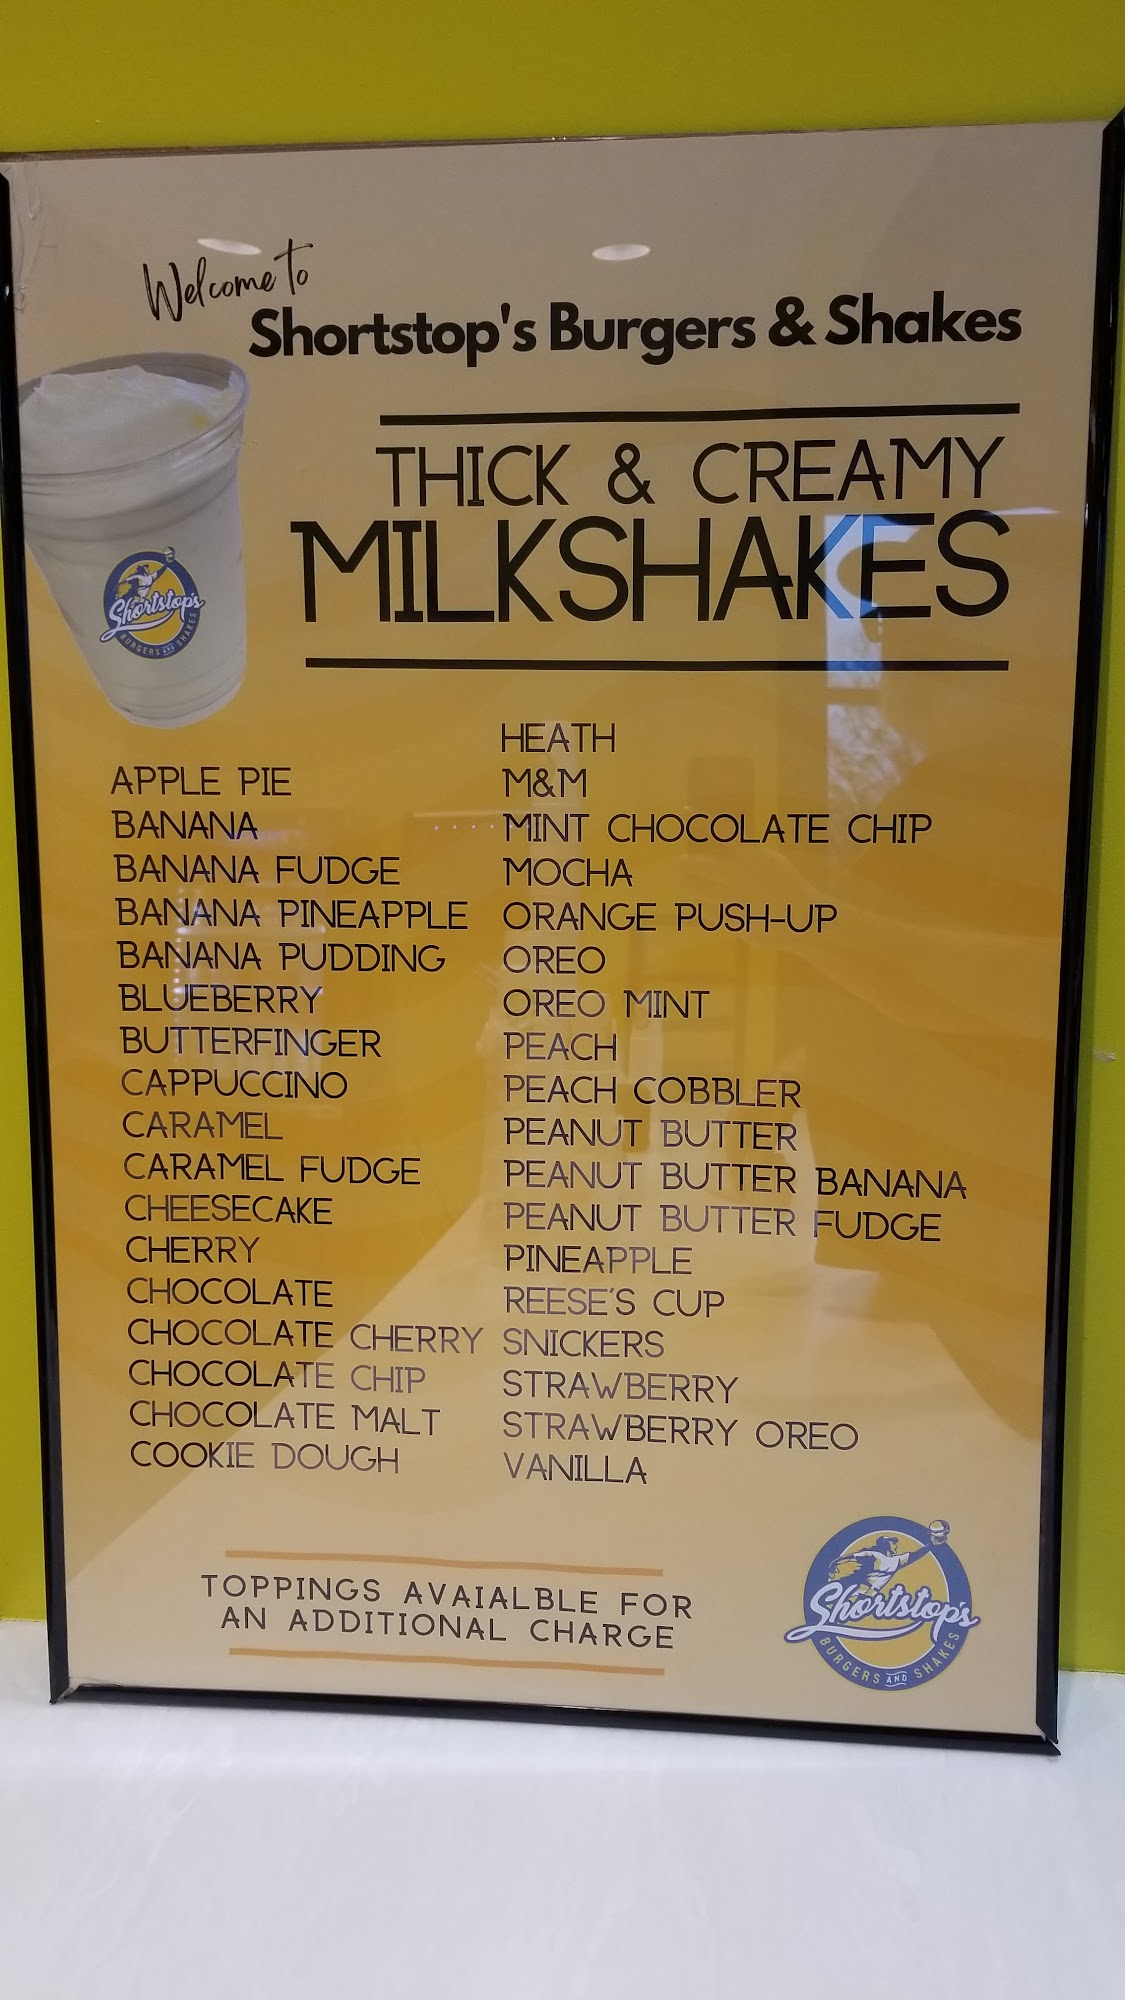 Welcome to
Shortstop's Burgers & Shakes
THICK & CREAMY
MILKSHAKES
Shortstop's
BURGERS AND SHAKES
APPLE PIE
BANANA
BANANA FUDGE
BANANA PINEAPPLE
BANANA PUDDING
BLUEBERRY
BUTTERFINGER
CAPPUCCINO
CARAMEL
CARAMEL FUDGE
CHEESECAKE
CHERRY
CHOCOLATE
CHOCOLATE CHERRY
CHOCOLATE CHIP
CHOCOLATE MALT
COOKIE DOUGH
HEATH
M&M
MINT CHOCOLATE CHIP
MOCHA
ORANGE PUSH-UP
OREO
OREO MINT
PEACH
PEACH COBBLER
PEANUT BUTTER
PEANUT BUTTER BANANA
PEANUT BUTTER FUDGE
PINEAPPLE
REESE'S CUP
SNICKERS
STRAWBERRY
STRAWBERRY OREO
VANILLA
TOPPINGS AVAIALBLE FOR
AN ADDITIONAL CHARGE
Shortstop's
BURGERS AND SHAKES